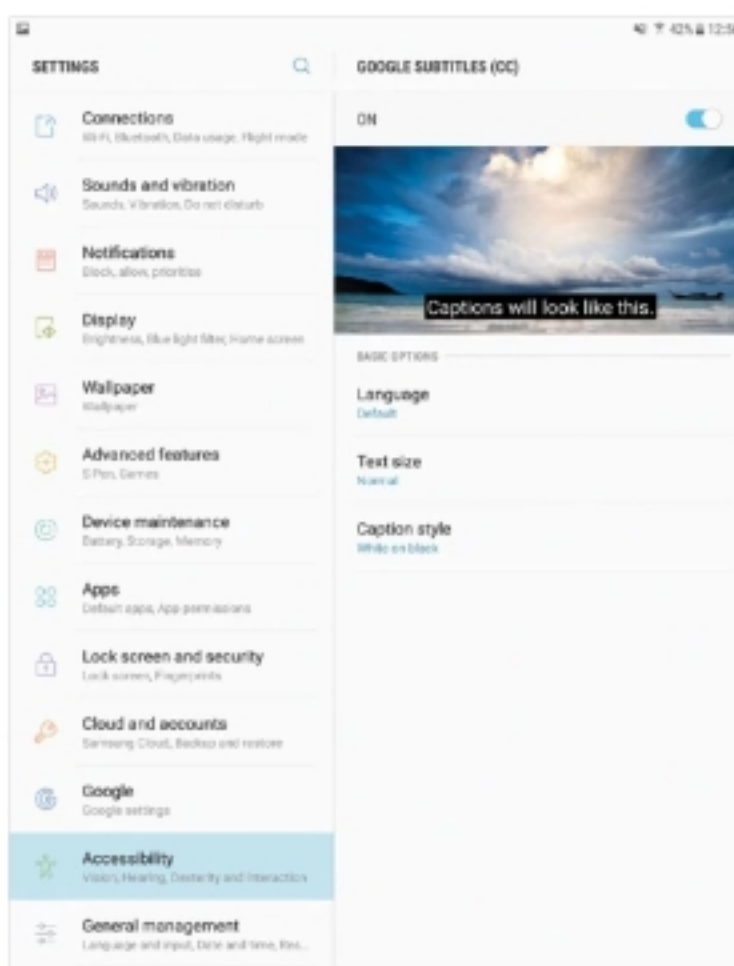 42% 12:5
SETTINGS
Connections
Wi-Fi, Bluetooth, Data usage, Flight mode
Sounds and vibration
Sounds, Vibration, Do not disturb
Notifications
Block, allow, prioritise
Display
Brightness, Blue light filter, Home screen
Wallpaper
Wallpaper
Advanced features
S Pen, Games
Device maintenance
Battery, Storage, Memory
Apps
Default apps, App permissions
Lock screen and security
Lock screen, Fingerprints
Cloud and accounts
Samsung Cloud, Backup and restore
Google
Google settings
Accessibility
Vision, Hearing, Dexterity and interaction
General management
Language and input, Date and time, Res...
GOOGLE SUBTITLES (CC)
ON
Captions will look like this.
BASIC OPTIONS
Language
Default
Text size
Normal
Caption style
White on black